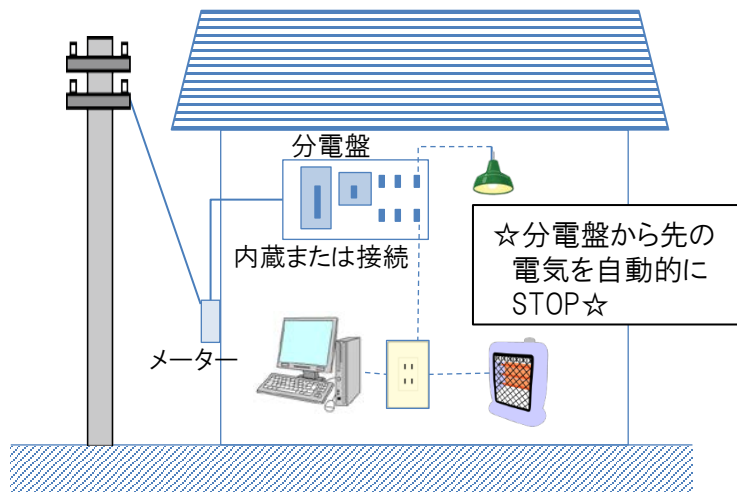 分電盤
内蔵または接続
☆分電盤から先の
電気を自動的に
STOP☆
メーター